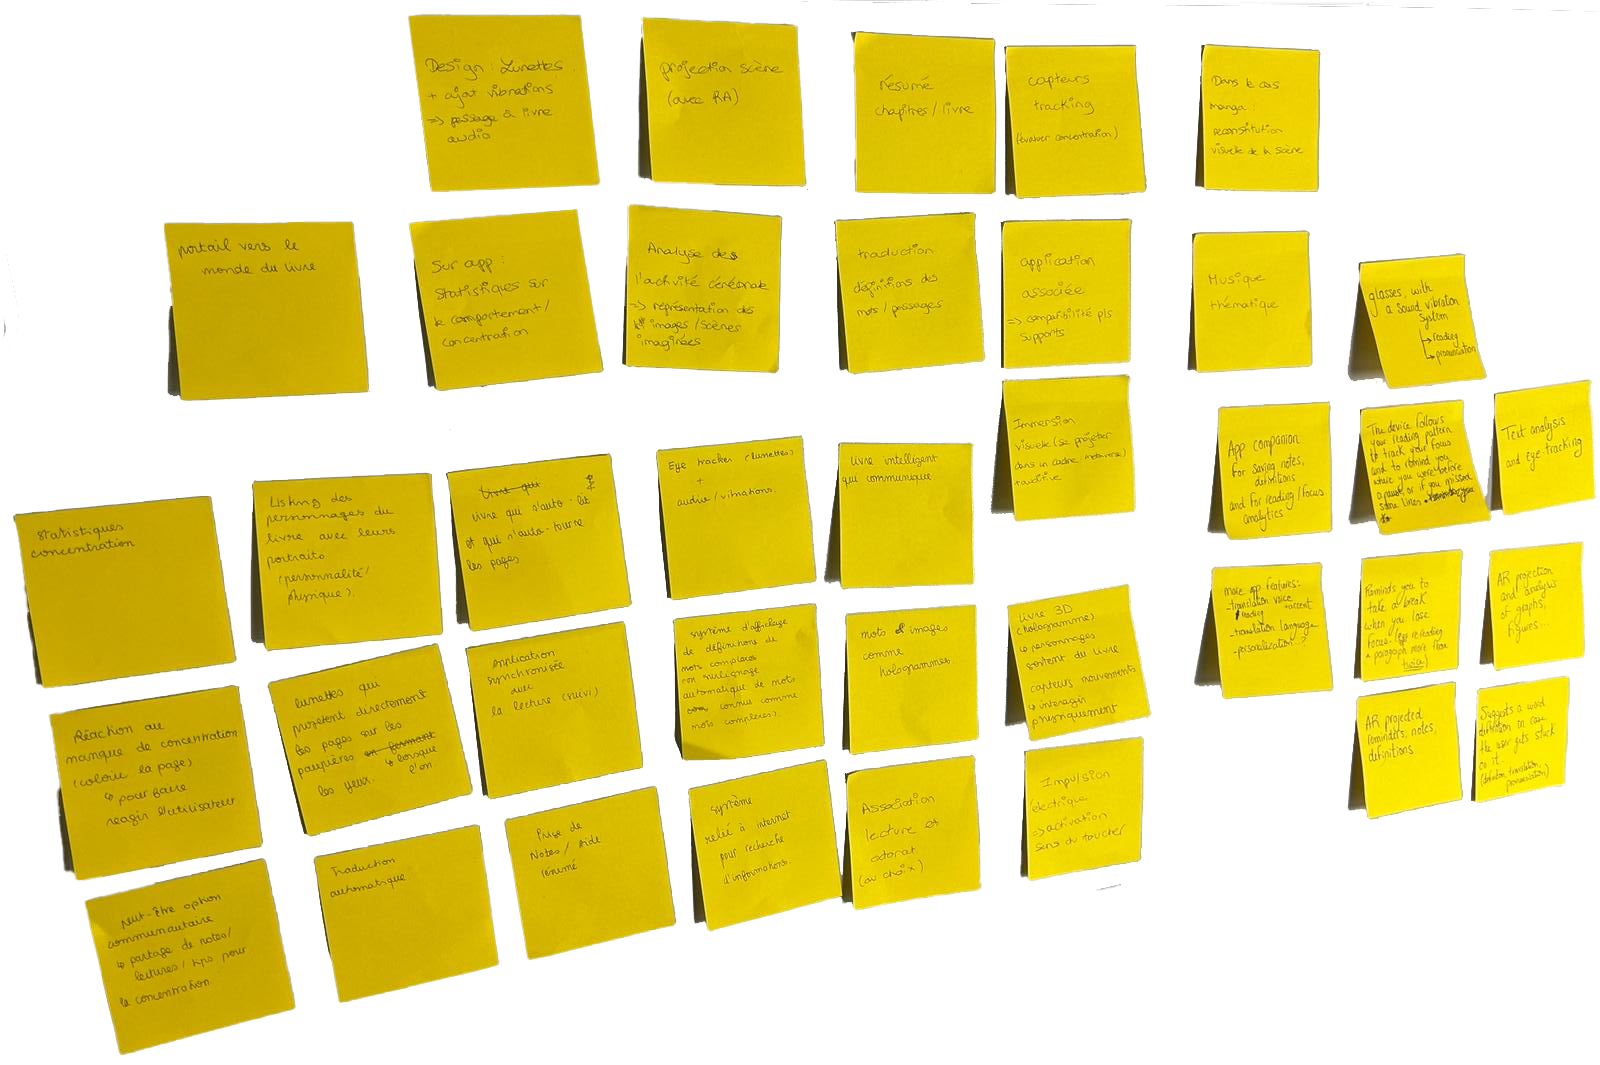 Design : Lunettes
+ ajout vibrations
=> passage à livre
audio
projection scène
(avec RA)
résumé
chapitres / livre
capteurs
tracking
(évaluer concentration)
Dans le cas
manga :
reconstitution
visuelle de la scène
portail vers le
monde du livre
Sur app :
Statistiques sur
le comportement /
concentration
Analyse des
l'activité cérébrale
=> représentation des
images / scènes
imaginées
traduction
définitions des
mots / passages
application
associée
=> compatibilité pls
supports
Musique
thématique
glasses, with
a sound vibration
system
→ reading
→ pronunciation
Immersion
visuelle (se projeter
dans un cadre, métaverse)
App companion
for saving notes,
definitions
and for reading / focus
analytics
The device follows
your reading pattern
to track your focus
and to remind you
where you were before
a pause, or if you missed
some lines
Text analysis
and eye-tracking
Statistiques
concentration
Listing des
personnages du
livre avec leurs
portraits
(personnalité /
physique).
livre qui
livre qui s'auto-lit
et qui s'auto-tourne
les pages
Eye tracker (lunettes)
+
audio / vibrations.
livre intelligent
qui communique
More app features:
-translation voice
reading accent
-translation language
-personalization...
Reminds you to
take a break
when you lose
focus
paragraph more than
twice)
AR projection
and analysis
of graphs,
figures...
Réaction au
manque de concentration
(colorie la page)
↳ pour faire
réagir l'utilisateur
lunettes qui
projetent directement
les pages sur les
paupières en fermant
les yeux. ↳ lorsque
l'on
Application
synchronisée
avec
la lecture (suivi)
système d'affichage
de définitions de
mots complexes
con surlignage
automatique de mots
connus comme
mots complexes).
mots & images
comme
hologrammes
livre 3D
(hologramme)
↳ personnages
sortent du livre
capteurs mouvements
↳ interagir
physiquement
AR projected
reminders, notes,
definitions
Suggests a word
definition in case
the user gets stuck
on it.
(definition, translation,
pronunciation)
peut-être option
communautaire
↳ partage de notes /
lectures / tips pour
la concentration
Traduction
automatique
Prise de
Notes / Aide
résumé
système
relié à internet
pour recherche
d'informations.
Association
lecture et
odorat
(au choix)
Impulsion
électrique
=> activation
sens du toucher